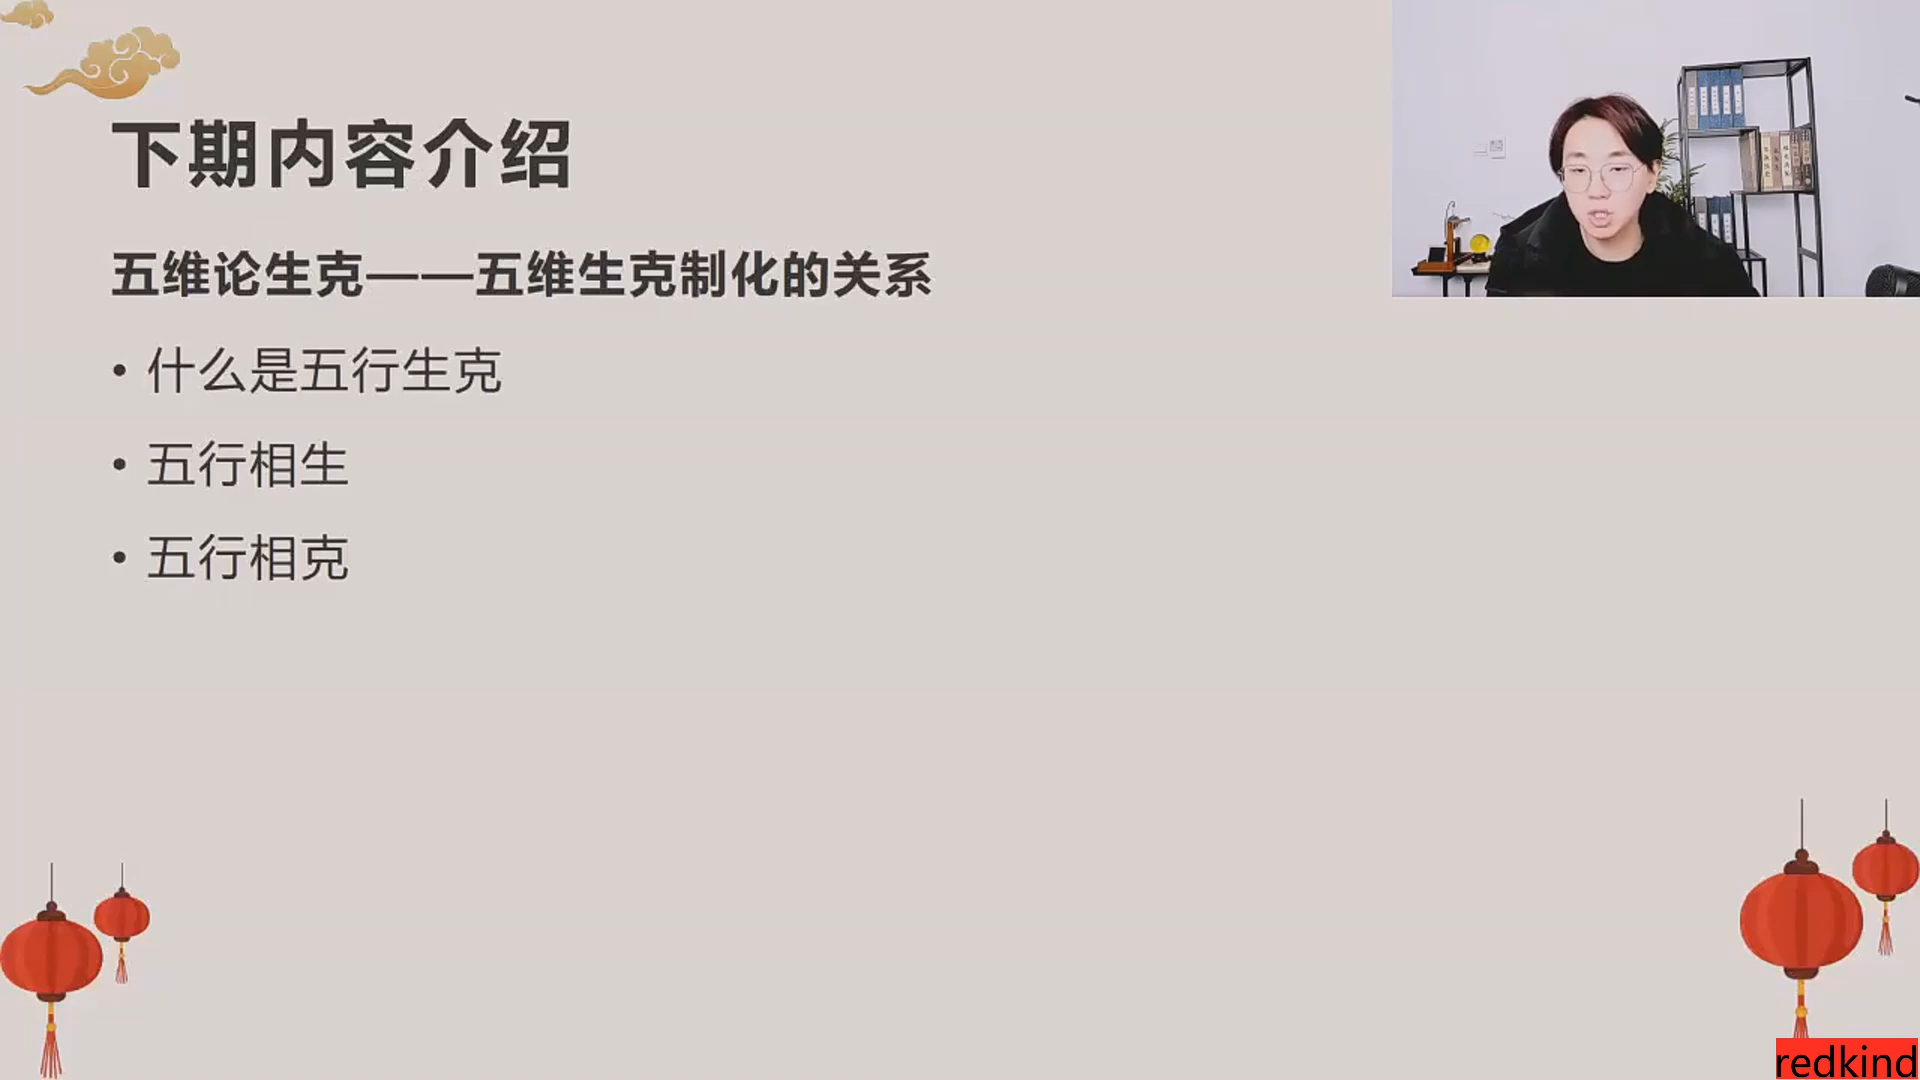 下期内容介绍
五维论生克——五维生克制化的关系
• 什么是五行生克
• 五行相生
• 五行相克
redkind